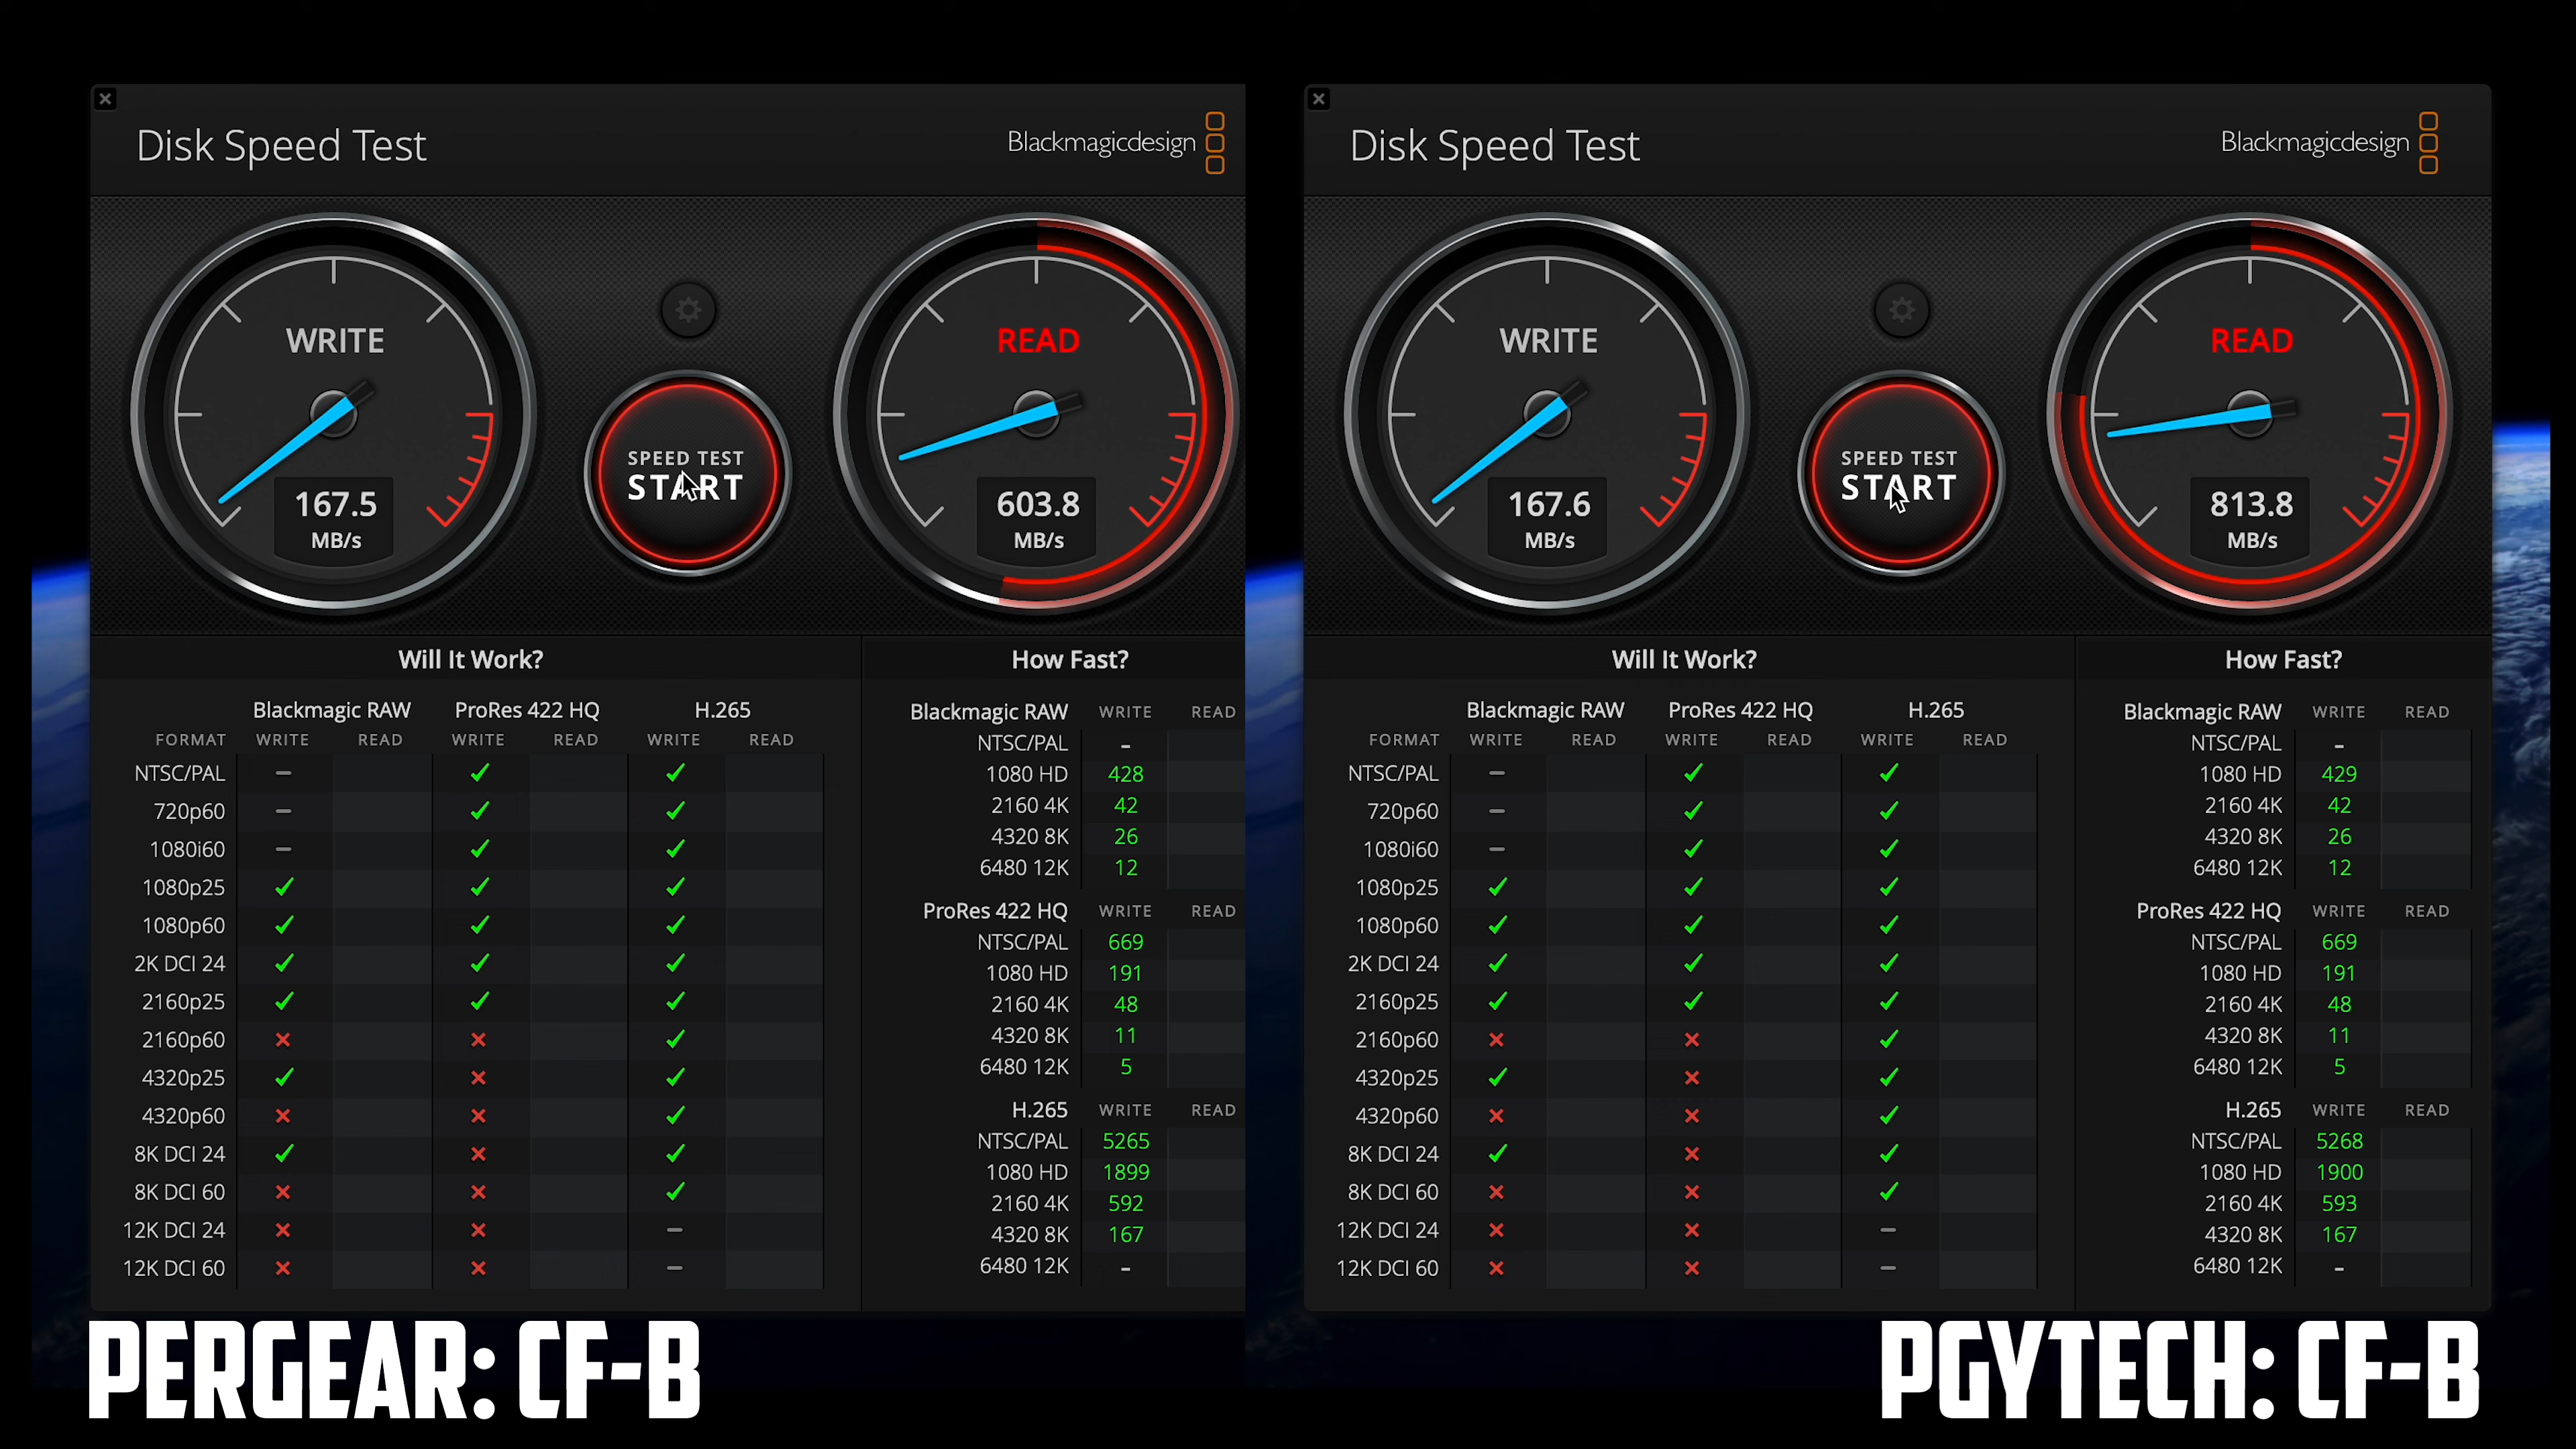 Disk Speed Test
Blackmagicdesign
WRITE
167.5
MB/s
SPEED TEST
START
READ
603.8
MB/s
Will It Work?
Blackmagic RAW ProRes 422 HQ H.265
FORMAT WRITE READ WRITE READ WRITE READ
NTSC/PAL – ✓ ✓
720p60 – ✓ ✓
1080i60 – ✓ ✓
1080p25 ✓ ✓ ✓
1080p60 ✓ ✓ ✓
2K DCI 24 ✓ ✓ ✓
2160p25 ✓ ✓ ✓
2160p60 ✗ ✗ ✓
4320p25 ✓ ✗ ✓
4320p60 ✗ ✗ ✓
8K DCI 24 ✓ ✗ ✓
8K DCI 60 ✗ ✗ ✓
12K DCI 24 ✗ ✗ –
12K DCI 60 ✗ ✗ –
How Fast?
Blackmagic RAW WRITE READ
NTSC/PAL -
1080 HD 428
2160 4K 42
4320 8K 26
6480 12K 12
ProRes 422 HQ WRITE READ
NTSC/PAL 669
1080 HD 191
2160 4K 48
4320 8K 11
6480 12K 5
H.265 WRITE READ
NTSC/PAL 5265
1080 HD 1899
2160 4K 592
4320 8K 167
6480 12K -
PERGEAR: CF-B
Disk Speed Test
Blackmagicdesign
WRITE
167.6
MB/s
SPEED TEST
START
READ
813.8
MB/s
Will It Work?
Blackmagic RAW ProRes 422 HQ H.265
FORMAT WRITE READ WRITE READ WRITE READ
NTSC/PAL – ✓ ✓
720p60 – ✓ ✓
1080i60 – ✓ ✓
1080p25 ✓ ✓ ✓
1080p60 ✓ ✓ ✓
2K DCI 24 ✓ ✓ ✓
2160p25 ✓ ✓ ✓
2160p60 ✗ ✗ ✓
4320p25 ✓ ✗ ✓
4320p60 ✗ ✗ ✓
8K DCI 24 ✓ ✗ ✓
8K DCI 60 ✗ ✗ ✓
12K DCI 24 ✗ ✗ –
12K DCI 60 ✗ ✗ –
How Fast?
Blackmagic RAW WRITE READ
NTSC/PAL -
1080 HD 429
2160 4K 42
4320 8K 26
6480 12K 12
ProRes 422 HQ WRITE READ
NTSC/PAL 669
1080 HD 191
2160 4K 48
4320 8K 11
6480 12K 5
H.265 WRITE READ
NTSC/PAL 5268
1080 HD 1900
2160 4K 593
4320 8K 167
6480 12K -
PGYTECH: CF-B